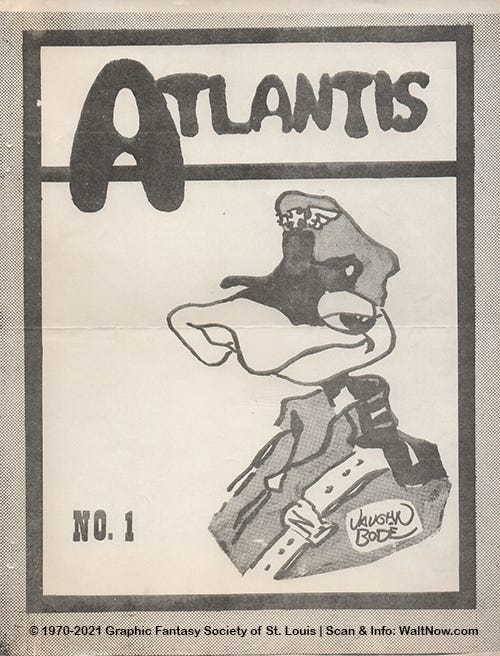 ATLANTIS
NO. 1
VAUGHN
BODĒ
© 1970-2021 Graphic Fantasy Society of St. Louis | Scan & Info: WaltNow.com